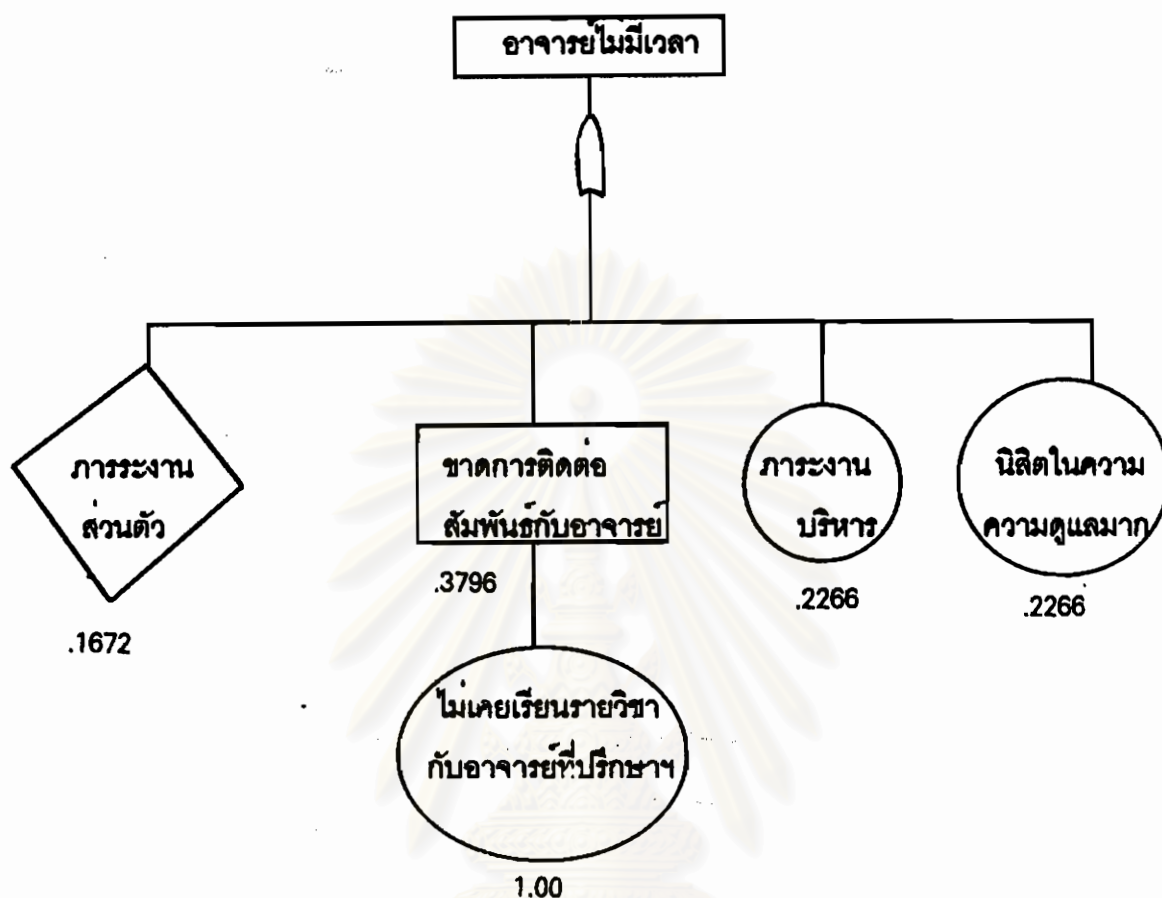 อาจารย์ไม่มีเวลา
ภารระงาน
ส่วนตัว
.1672
ขาดการติดต่อ
สัมพันธ์กับอาจารย์
.3796
ภาระงาน
บริหาร
.2266
นิสิตในความ
ความดูแลมาก
.2266
ไม่เคยเรียนรายวิชา
กับอาจารย์ที่ปรึกษาฯ
1.00